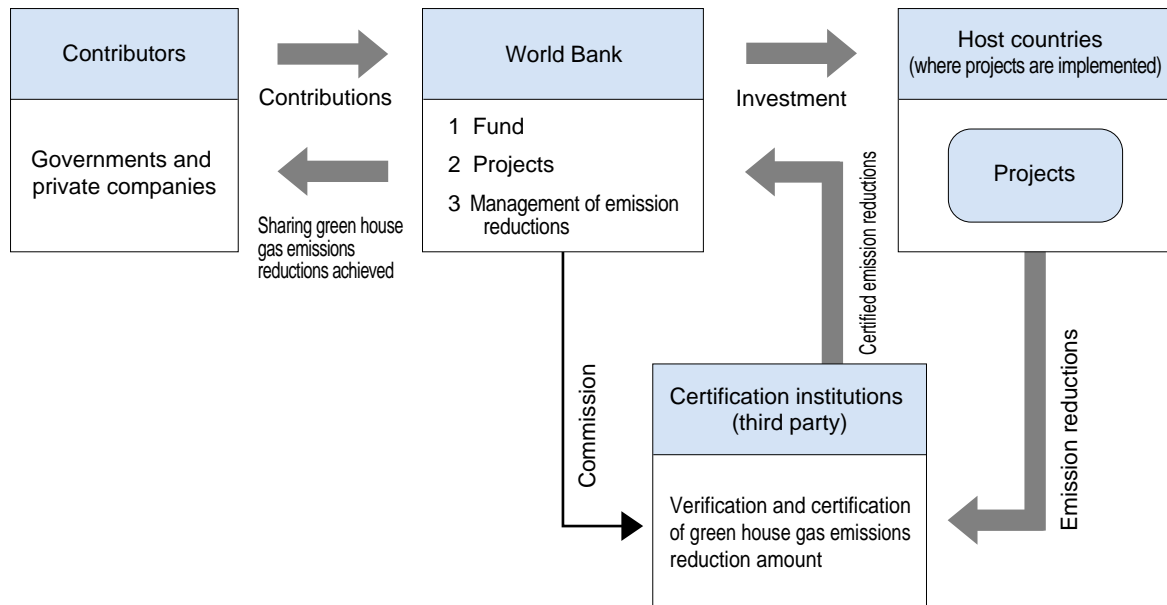 Contributors
Governments and
private companies
Contributions
Sharing green house
gas emissions
reductions achieved
World Bank
1 Fund
2 Projects
3 Management of emission
reductions
Investment
Host countries
(where projects are implemented)
Projects
Certified emission reductions
Emission reductions
Commission
Certification institutions
(third party)
Verification and certification
of green house gas emissions
reduction amount